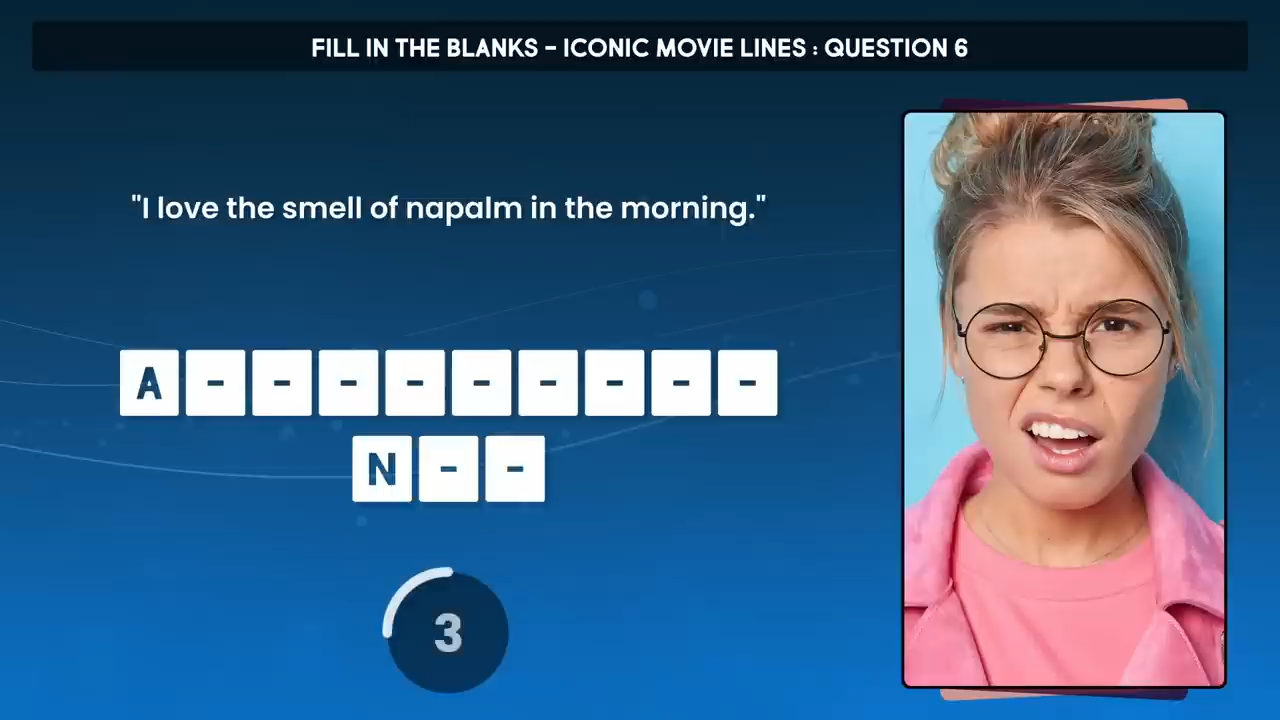 FILL IN THE BLANKS - ICONIC MOVIE LINES : QUESTION 6
"I love the smell of napalm in the morning."
A - - - - - - - - -
N - -
3